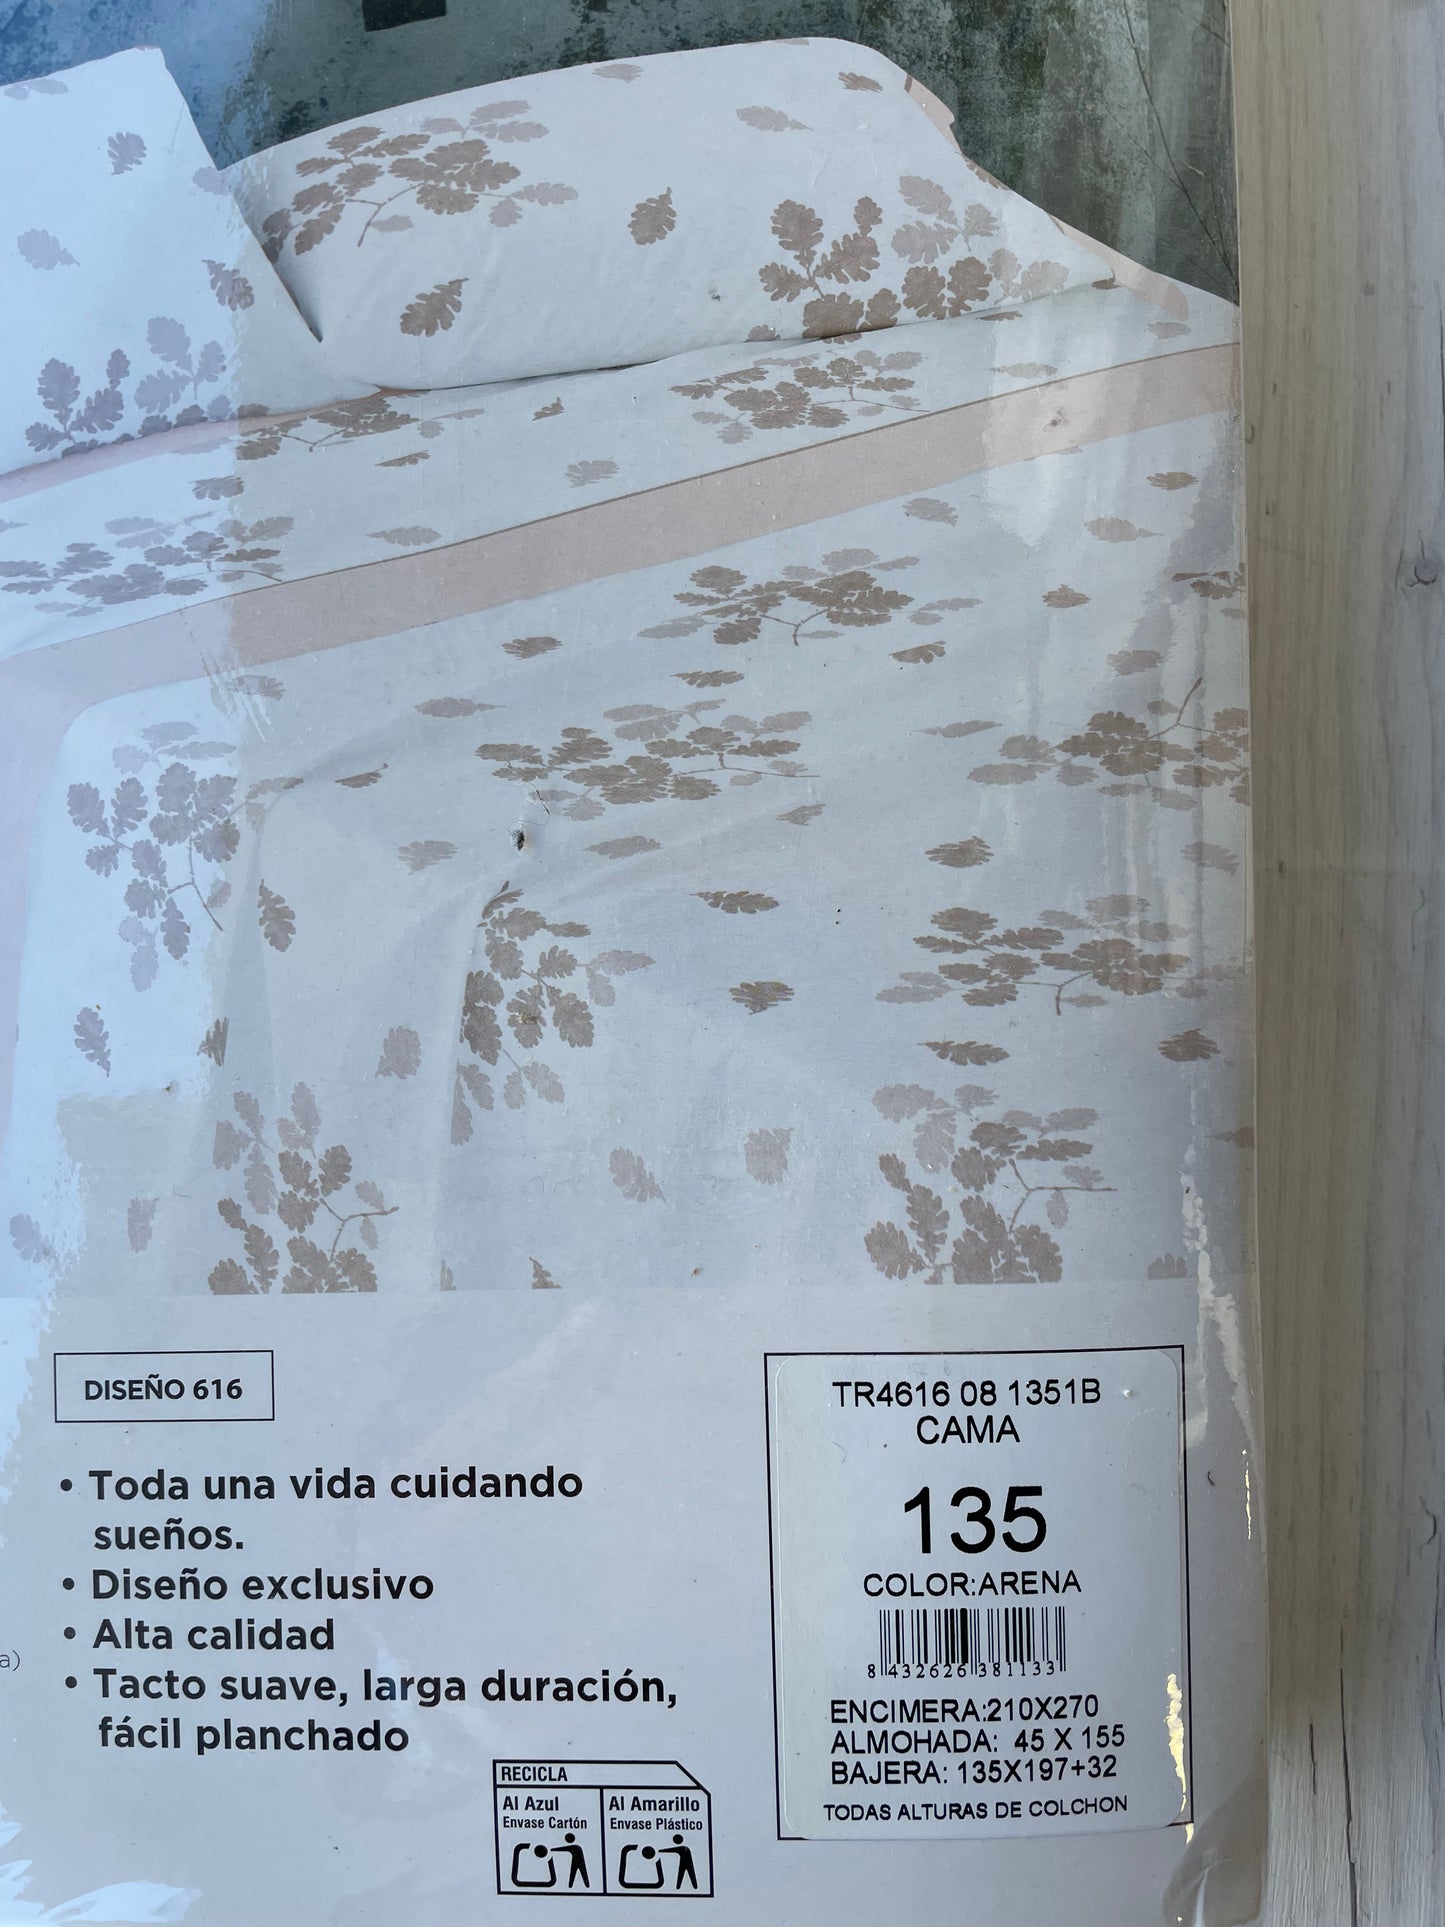 DISEÑO 616
• Toda una vida cuidando
sueños.
• Diseño exclusivo
• Alta calidad
a)
• Tacto suave, larga duración,
fácil planchado
RECICLA
Al Azul
Envase Cartón
Al Amarillo
Envase Plástico
TR4616 08 1351B
CAMA
135
COLOR:ARENA
8 432626 381133
ENCIMERA:210X270
ALMOHADA: 45 X 155
BAJERA: 135X197+32
TODAS ALTURAS DE COLCHON